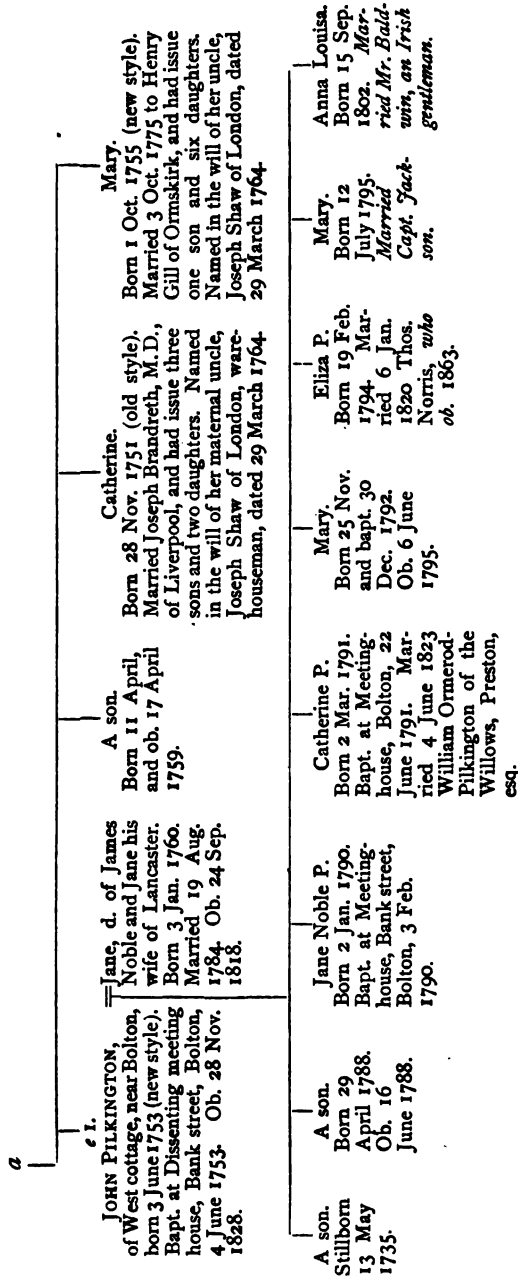 a
e 1.
JOHN PILKINGTON,
of West cottage, near Bolton,
born 3 June 1753 (new style).
Bapt. at Dissenting meeting
house, Bank street, Bolton,
4 June 1753. Ob. 28 Nov.
1828.
Jane, d. of James
Noble and Jane his
wife of Lancaster.
Born 3 Jan. 1760.
Married 19 Aug.
1784. Ob. 24 Sep.
1818.
A son.
Born 11 April,
and ob. 17 April
1759.
Catherine.
Born 28 Nov. 1751 (old style).
Married Joseph Brandreth, M.D.,
of Liverpool, and had issue three
sons and two daughters. Named
in the will of her maternal uncle,
Joseph Shaw of London, ware-
houseman, dated 29 March 1764.
Mary.
Born 1 Oct. 1755 (new style).
Married 3 Oct. 1775 to Henry
Gill of Ormskirk, and had issue
one son and six daughters.
Named in the will of her uncle,
Joseph Shaw of London, dated
29 March 1764.
A son.
Stillborn
13 May
1735.
A son.
Born 29
April 1788.
Ob. 16
June 1788.
Jane Noble P.
Born 2 Jan. 1790.
Bapt. at Meeting-
house, Bank street,
Bolton, 3 Feb.
1790.
Catherine P.
Born 2 Mar. 1791.
Bapt. at Meeting-
house, Bolton, 22
June 1791. Mar-
ried 4 June 1823
William Ormerod-
Pilkington of the
Willows, Preston,
esq.
Mary.
Born 25 Nov.
and bapt. 30
Dec. 1792.
Ob. 6 June
1795.
Eliza P.
Born 19 Feb.
1794. Mar-
ried 6 Jan.
1820 Thos.
Norris, who
ob. 1863.
Mary.
Born 12
July 1795.
Married
Capt. Jack-
son.
Anna Louisa.
Born 15 Sep.
1802. Mar-
ried Mr. Bald-
win, an Irish
gentleman.